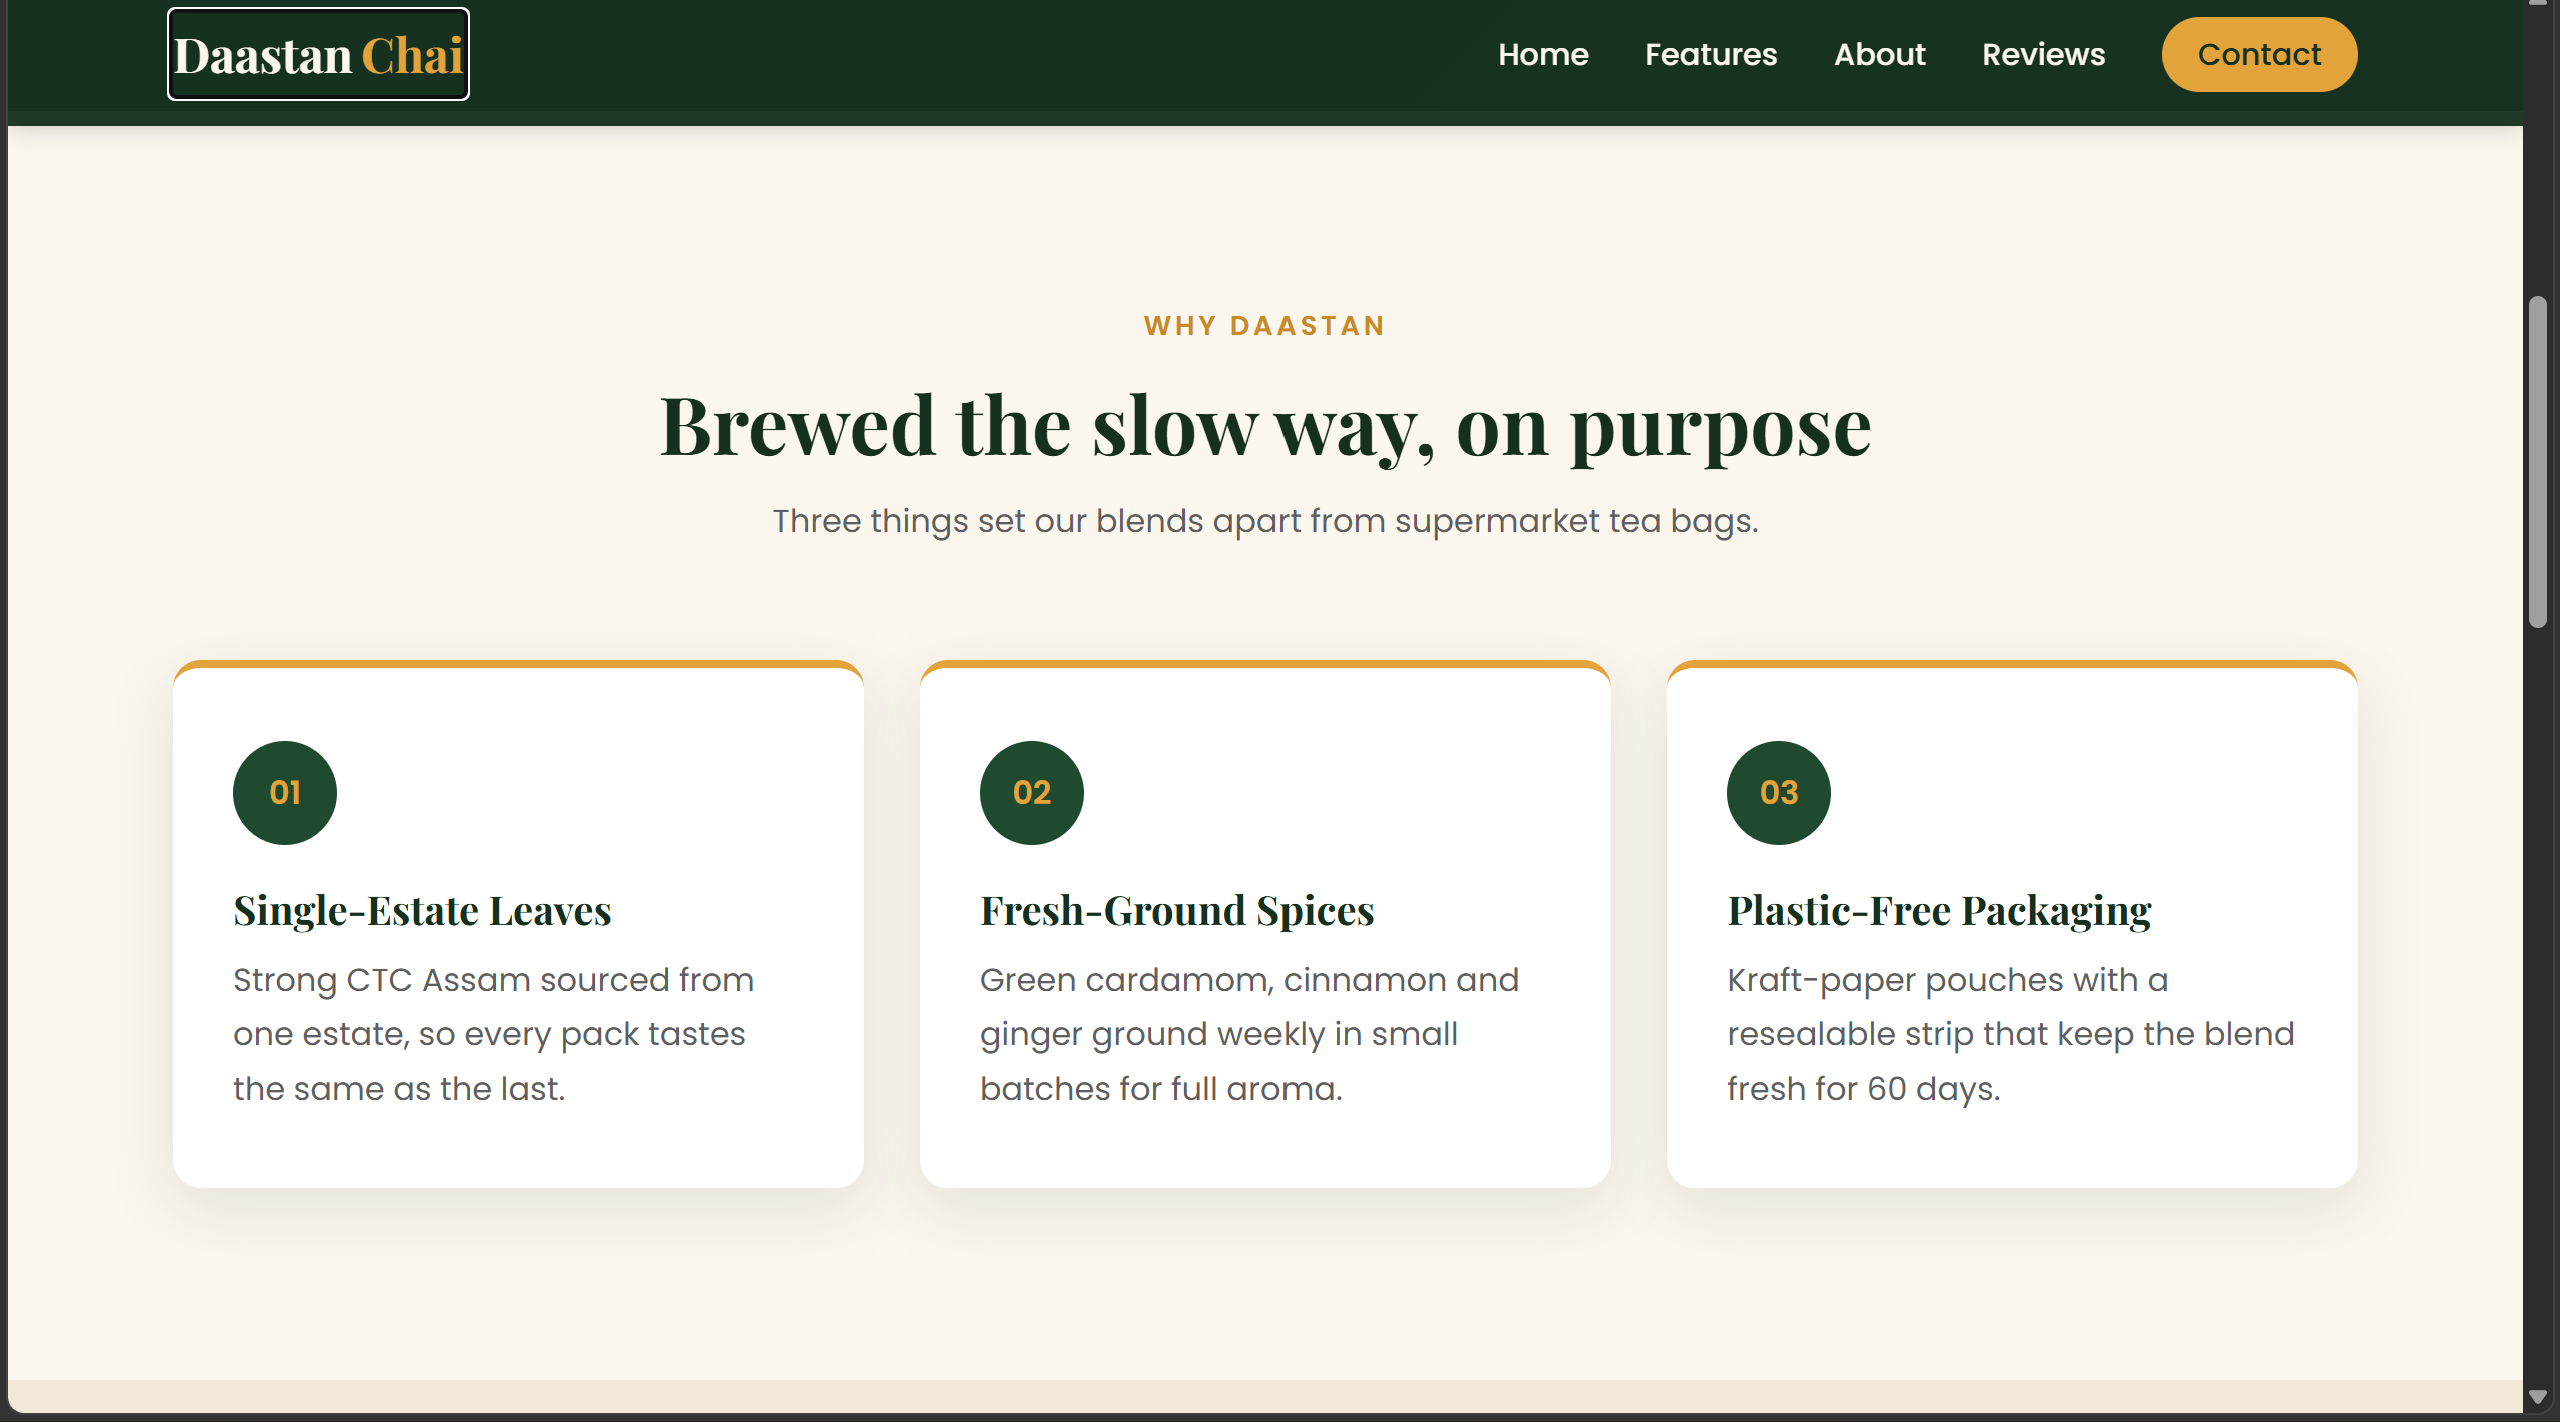 Daastan Chai
Home
Features
About
Reviews
Contact
WHY DAASTAN
Brewed the slow way, on purpose
Three things set our blends apart from supermarket tea bags.
01
Single-Estate Leaves
Strong CTC Assam sourced from
one estate, so every pack tastes
the same as the last.
02
Fresh-Ground Spices
Green cardamom, cinnamon and
ginger ground weekly in small
batches for full aroma.
03
Plastic-Free Packaging
Kraft-paper pouches with a
resealable strip that keep the blend
fresh for 60 days.